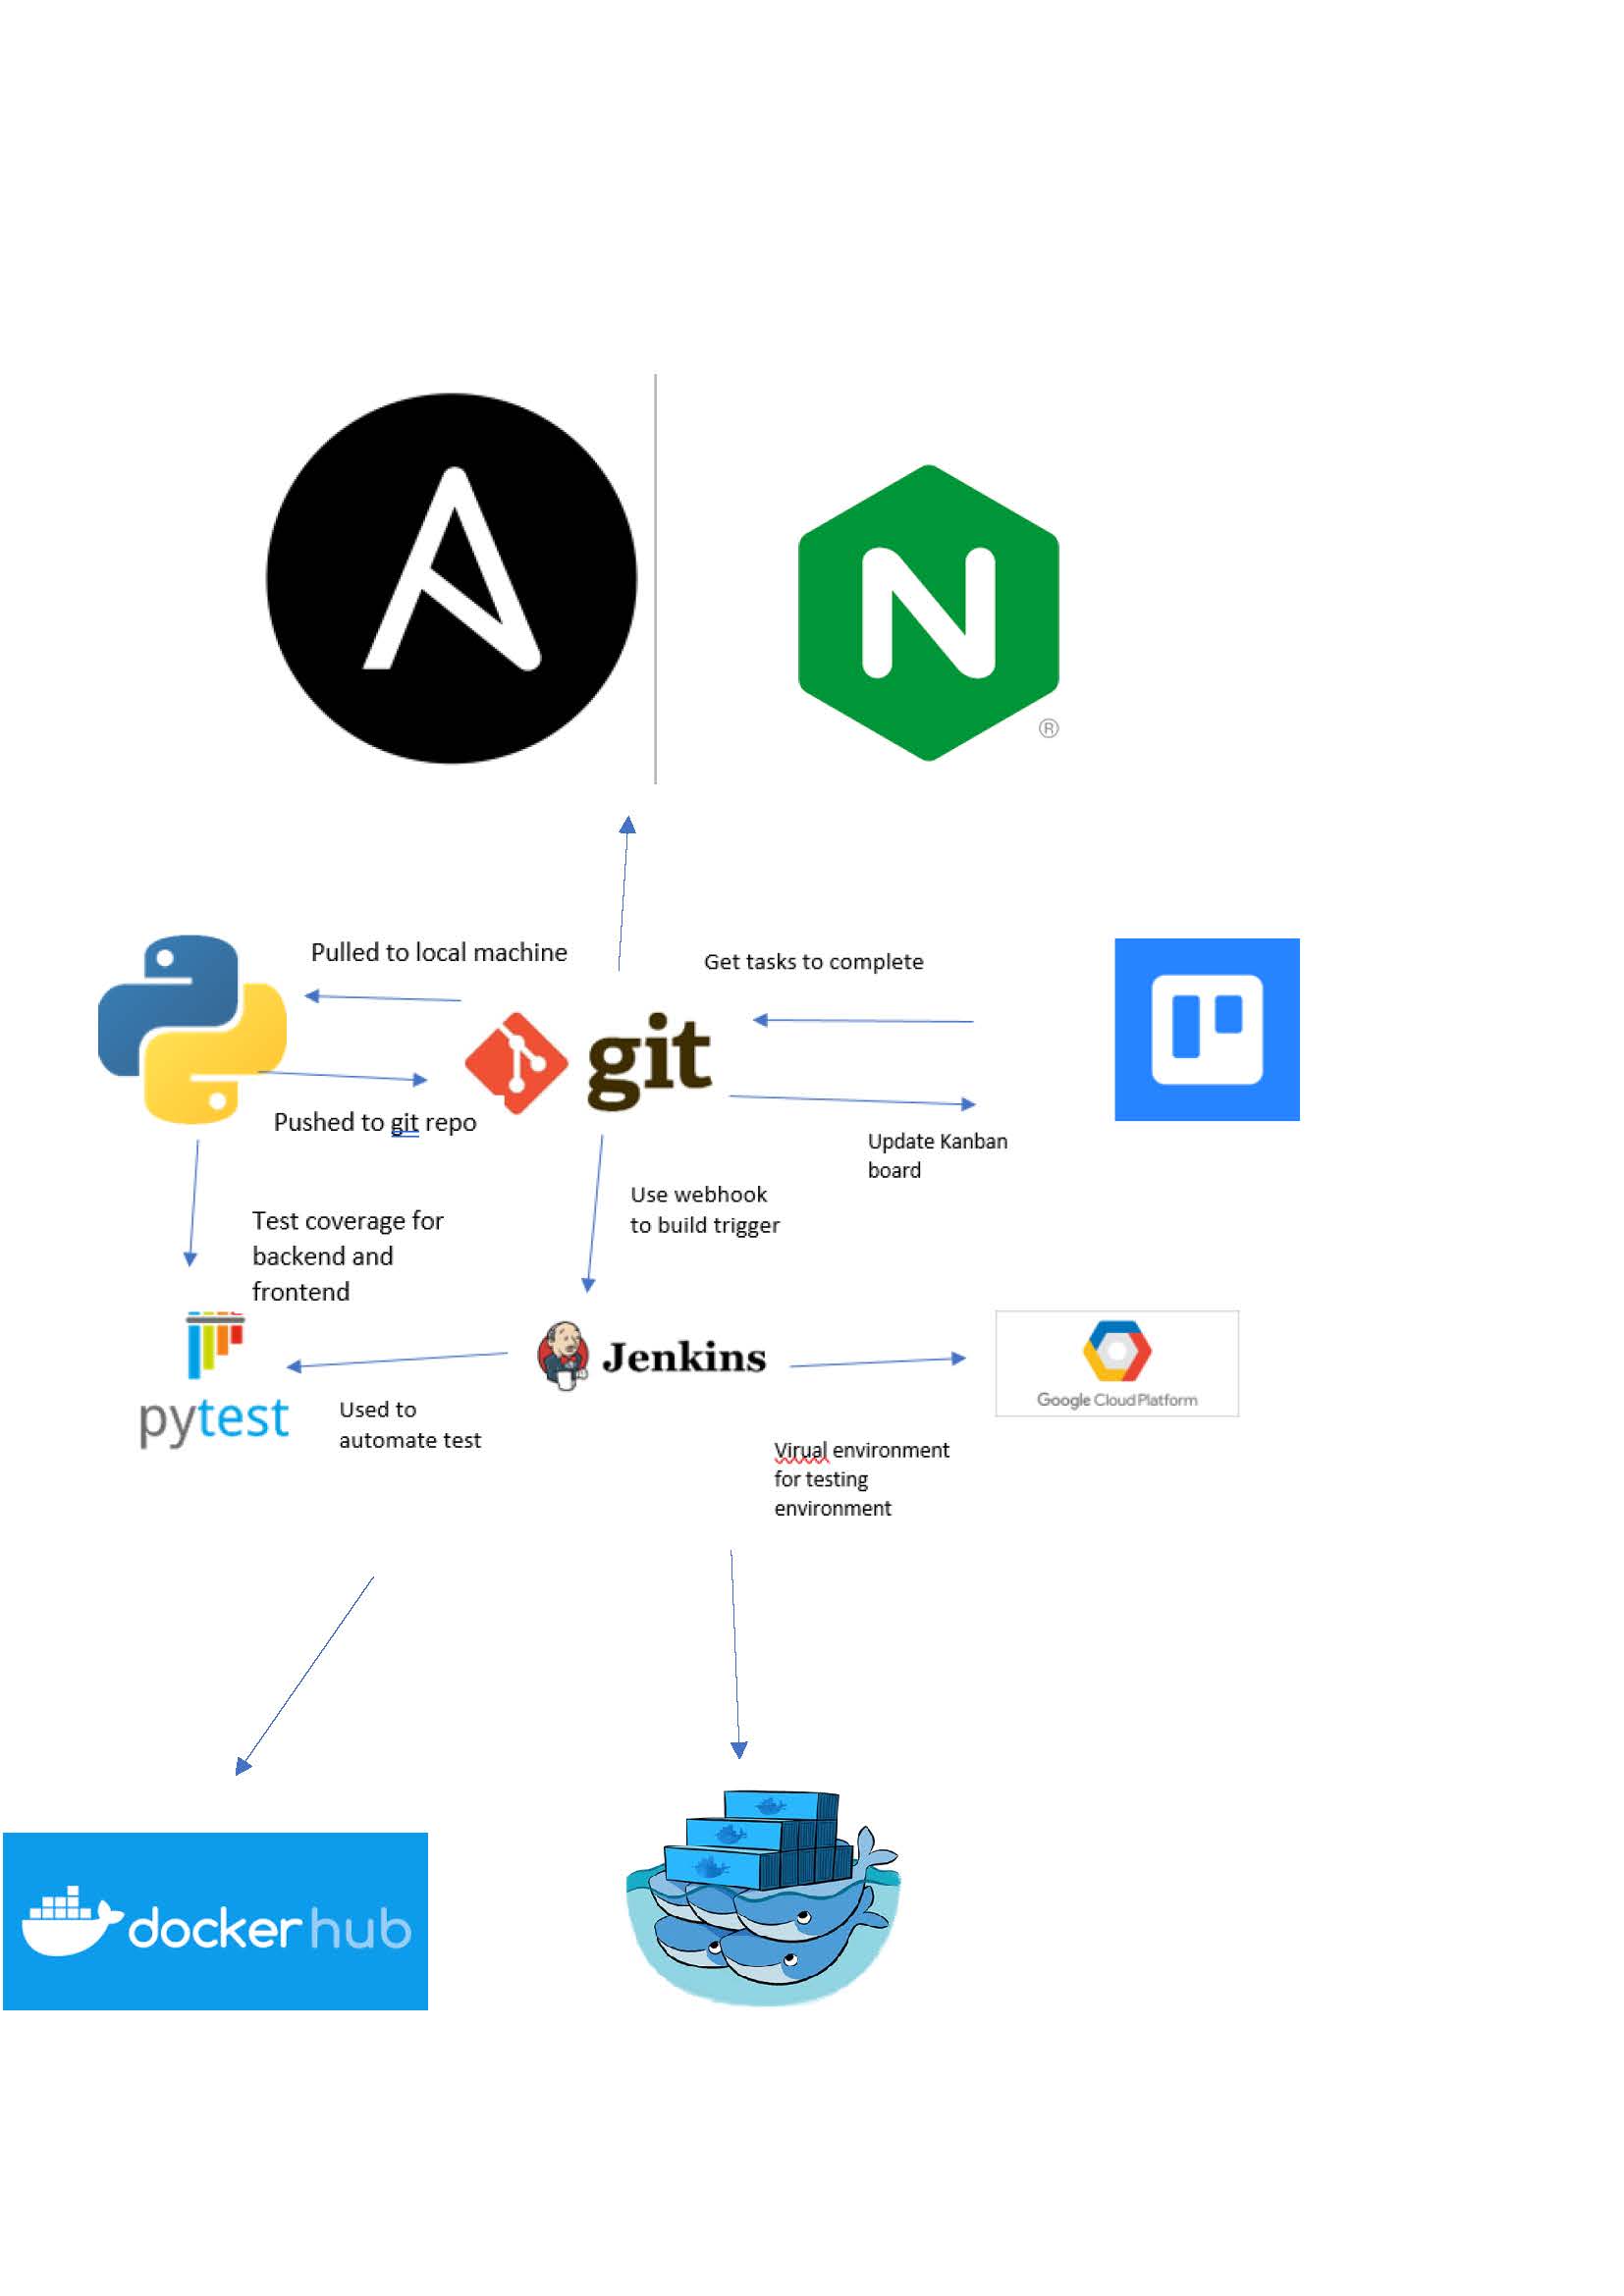 ®
Pulled to local machine
Get tasks to complete
git
Pushed to git repo
Update Kanban
board
Use webhook
to build trigger
Test coverage for
backend and
frontend
Jenkins
Google Cloud Platform
pytest
Used to
automate test
Virual environment
for testing
environment
docker hub